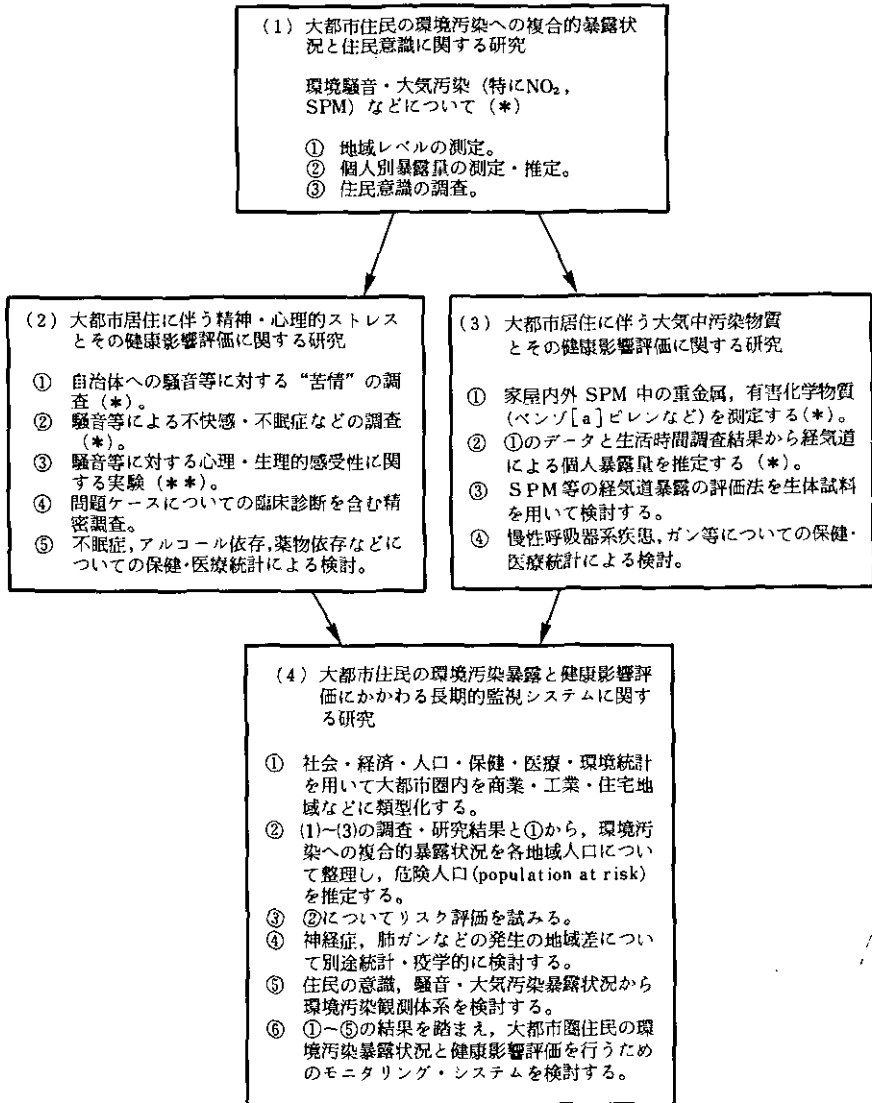 (1) 大都市住民の環境汚染への複合的暴露状
況と住民意識に関する研究
環境騒音・大気汚染(特にNO₂,
SPM)などについて(*)
① 地域レベルの測定。
② 個人別暴露量の測定・推定。
③ 住民意識の調査。
(2) 大都市居住に伴う精神・心理的ストレス
とその健康影響評価に関する研究
① 自治体への騒音等に対する“苦情”の調
査(*)。
② 騒音等による不快感・不眠症などの調査
(*)。
③ 騒音等に対する心理・生理的感受性に関
する実験(**)。
④ 問題ケースについての臨床診断を含む精
密調査。
⑤ 不眠症,アルコール依存,薬物依存などに
ついての保健・医療統計による検討。
(3) 大都市居住に伴う大気中汚染物質
とその健康影響評価に関する研究
① 家屋内外 SPM 中の重金属,有害化学物質
(ベンゾ[a]ピレンなど)を測定する(*)。
② ①のデータと生活時間調査結果から経気道
による個人暴露量を推定する(*)。
③ SPM等の経気道暴露の評価法を生体試料
を用いて検討する。
④ 慢性呼吸器系疾患,ガン等についての保健・
医療統計による検討。
(4) 大都市住民の環境汚染暴露と健康影響評
価にかかわる長期的監視システムに関す
る研究
① 社会・経済・人口・保健・医療・環境統計
を用いて大都市圏内を商業・工業・住宅地
域などに類型化する。
② (1)~(3)の調査・研究結果と①から,環境汚
染への複合的暴露状況を各地域人口につい
て整理し,危険人口(population at risk)
を推定する。
③ ②についてリスク評価を試みる。
④ 神経症,肺ガンなどの発生の地域差につい
て別途統計・疫学的に検討する。
⑤ 住民の意識,騒音・大気汚染暴露状況から
環境汚染観測体系を検討する。
⑥ ①~⑤の結果を踏まえ,大都市圏住民の環
境汚染暴露状況と健康影響評価を行うため
のモニタリング・システムを検討する。